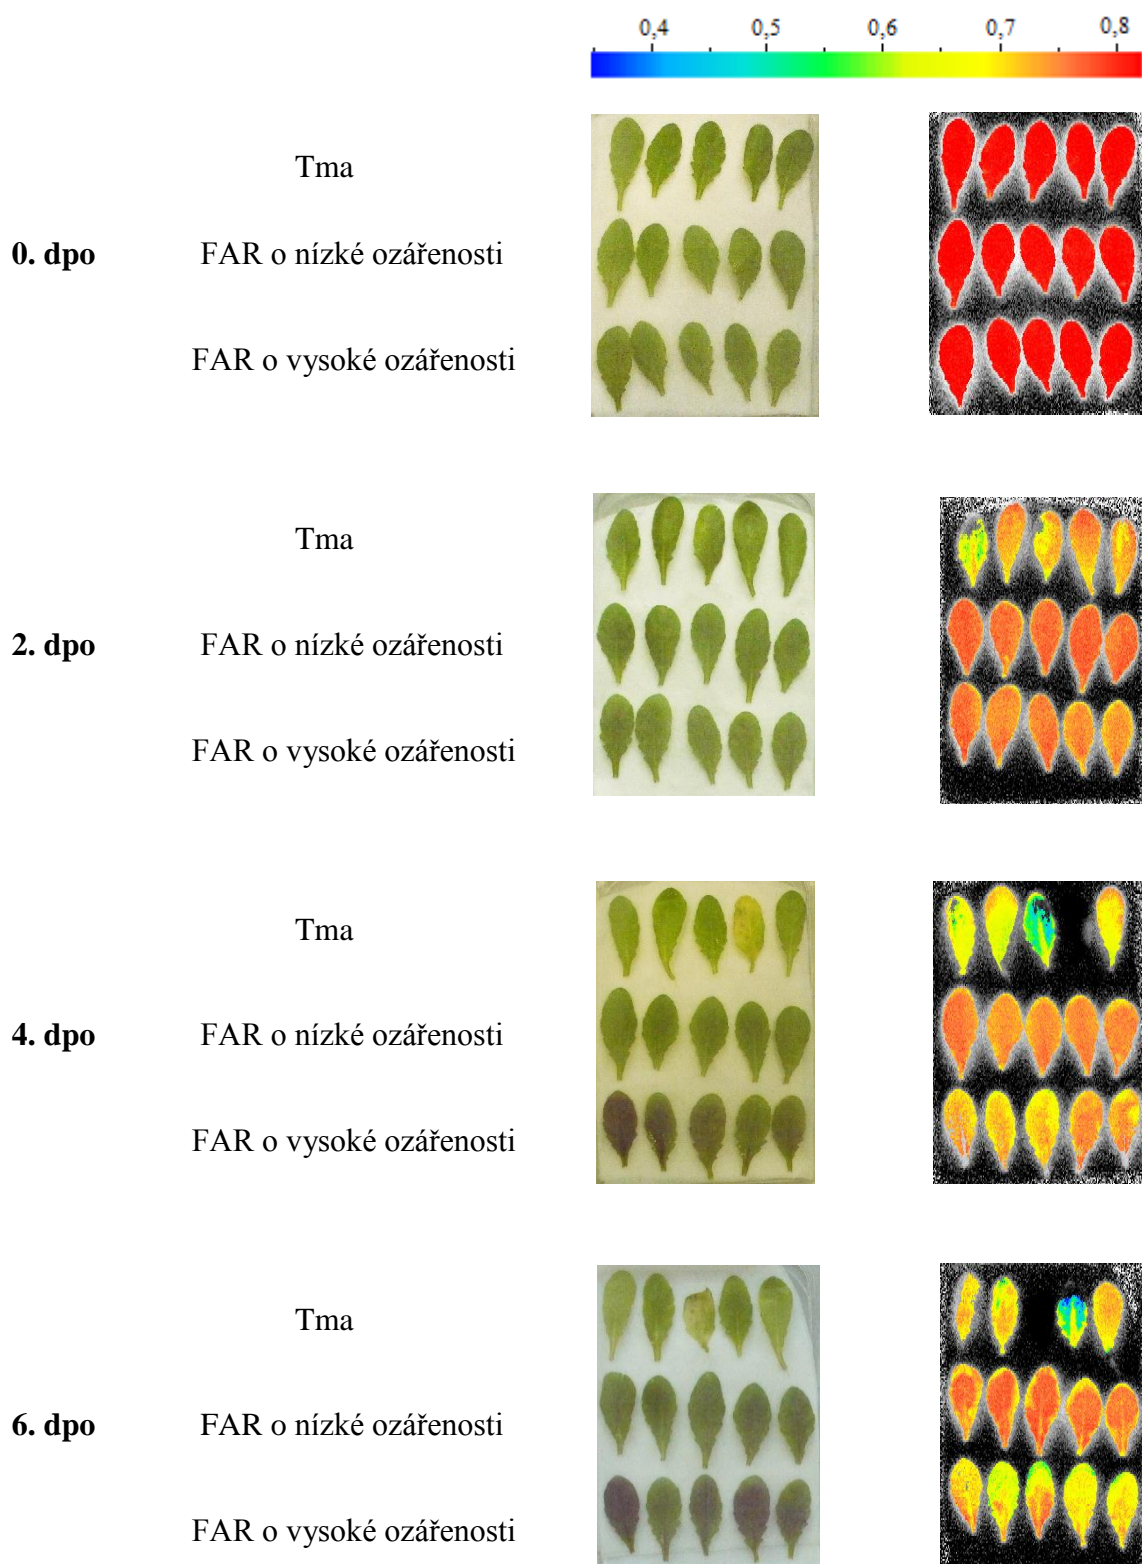 0,4 0,5 0,6 0,7 0,8
Tma
0. dpo FAR o nízké ozářenosti
FAR o vysoké ozářenosti
Tma
2. dpo FAR o nízké ozářenosti
FAR o vysoké ozářenosti
Tma
4. dpo FAR o nízké ozářenosti
FAR o vysoké ozářenosti
Tma
6. dpo FAR o nízké ozářenosti
FAR o vysoké ozářenosti